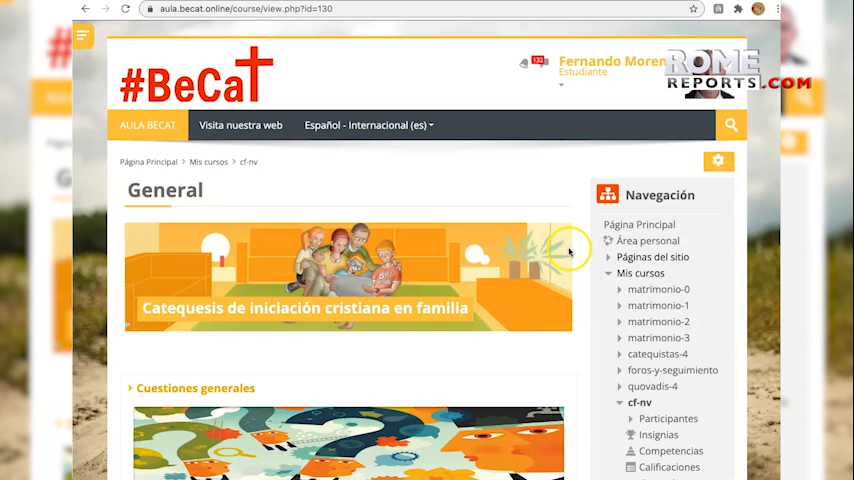 aula.becat.online/course/view.php?id=130
#BeCat
132
Fernando Moren
Estudiante
ROME
REPORTS.COM
AULA BECAT
Visita nuestra web
Español - Internacional (es)
Página Principal
Mis cursos
cf-nv
General
Catequesis de iniciación cristiana en familia
Cuestiones generales
Navegación
Página Principal
Área personal
Páginas del sitio
Mis cursos
matrimonio-0
matrimonio-1
matrimonio-2
matrimonio-3
catequistas-4
foros-y-seguimiento
quovadis-4
cf-nv
Participantes
Insignias
Competencias
Calificaciones